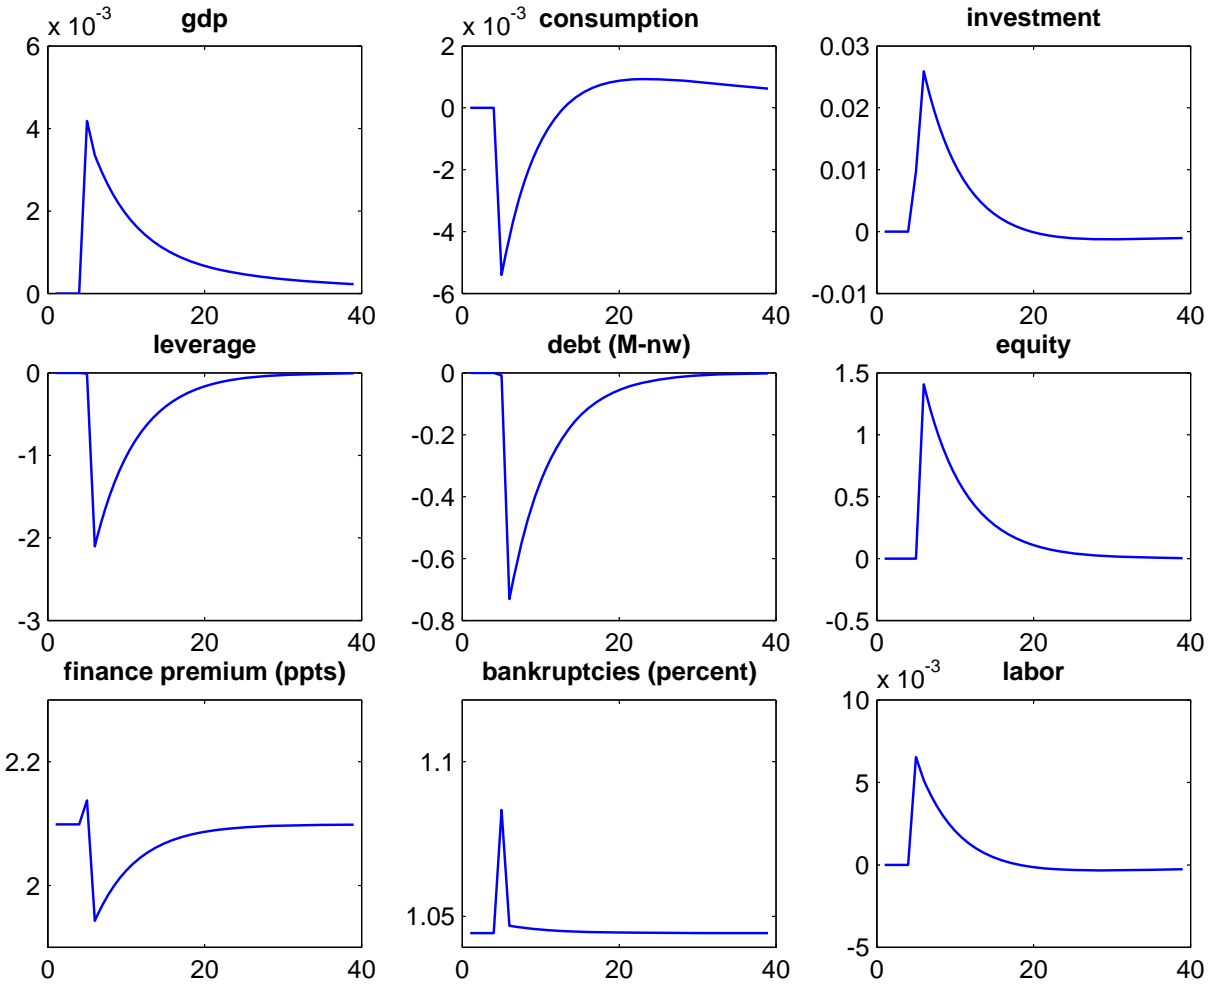 gdp
x 10-3
6
4
2
0
0 20 40
consumption
x 10-3
2
0
-2
-4
-6
0 20 40
investment
0.03
0.02
0.01
0
-0.01
0 20 40
leverage
0
-1
-2
-3
0 20 40
debt (M-nw)
0
-0.2
-0.4
-0.6
-0.8
0 20 40
equity
1.5
1
0.5
0
-0.5
0 20 40
finance premium (ppts)
2.2
2
0 20 40
bankruptcies (percent)
1.1
1.05
0 20 40
labor
x 10-3
10
5
0
-5
0 20 40